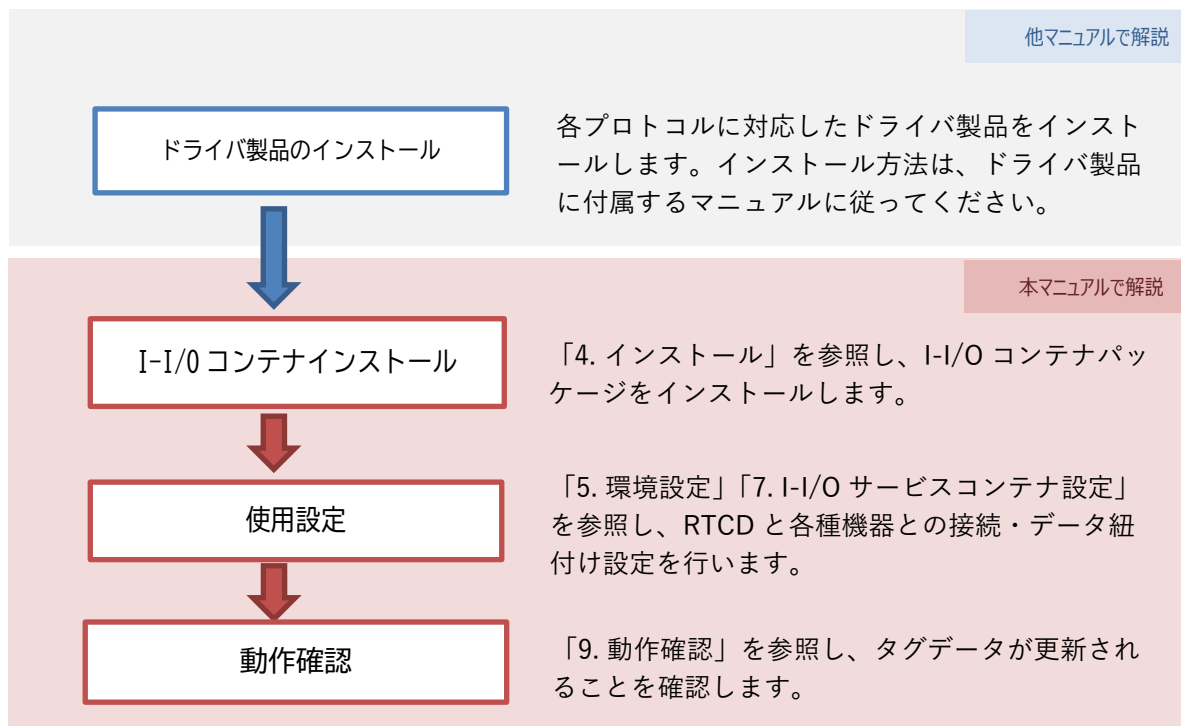 他マニュアルで解説
ドライバ製品のインストール
各プロトコルに対応したドライバ製品をインスト
ールします。インストール方法は、ドライバ製品
に付属するマニュアルに従ってください。
本マニュアルで解説
I-I/O コンテナインストール
「4. インストール」を参照し、I-I/O コンテナパッ
ケージをインストールします。
使用設定
「5. 環境設定」「7. I-I/O サービスコンテナ設定」
を参照し、RTCD と各種機器との接続・データ紐
付け設定を行います。
動作確認
「9. 動作確認」を参照し、タグデータが更新され
ることを確認します。